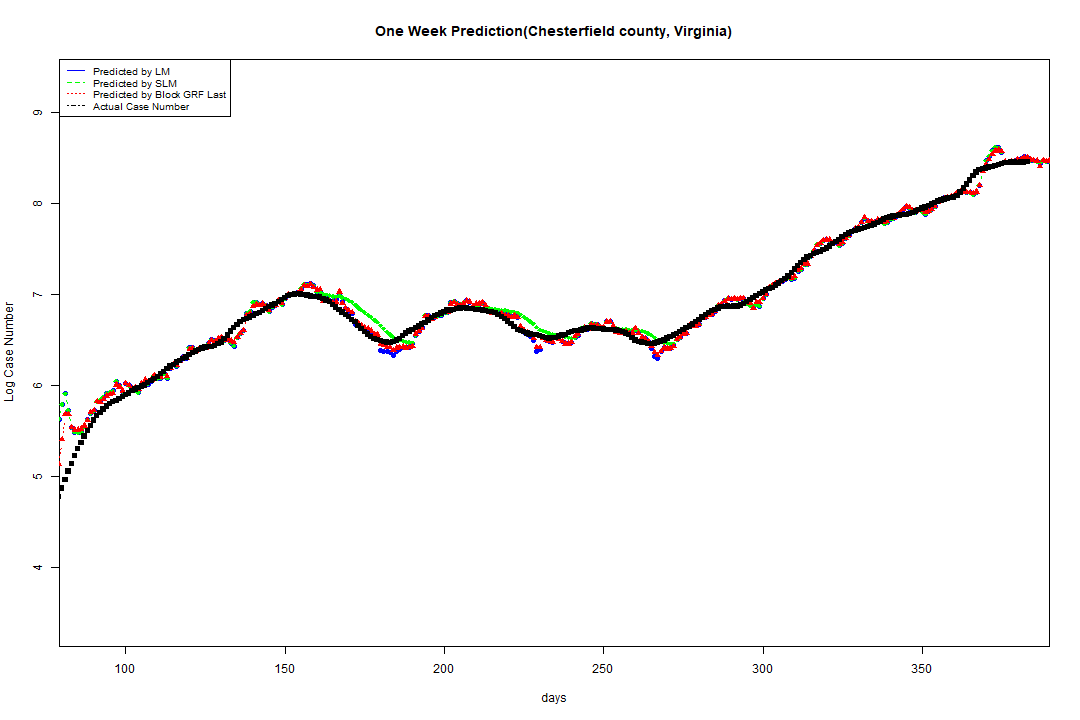 One Week Prediction(Chesterfield county, Virginia)
Predicted by LM
Predicted by SLM
Predicted by Block GRF Last
Actual Case Number
9
8
7
6
5
4
Log Case Number
100 150 200 250 300 350
days